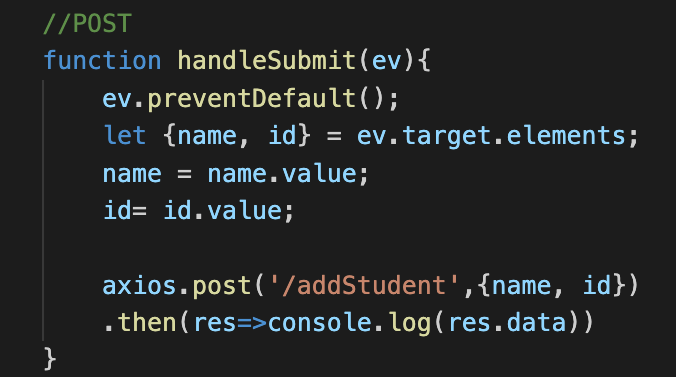 //POST
function handleSubmit(ev){
    ev.preventDefault();
    let {name, id} = ev.target.elements;
    name = name.value;
    id= id.value;

    axios.post('/addStudent',{name, id})
    .then(res=>console.log(res.data))
}